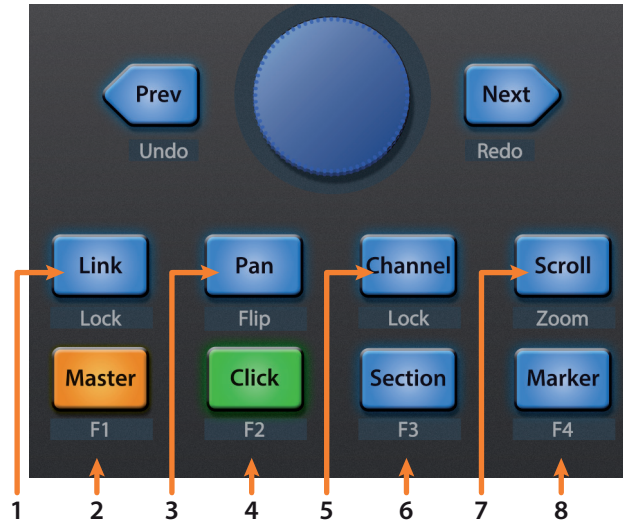 Prev Next
Undo Redo
Link Pan Channel Scroll
Lock Flip Lock Zoom
Master Click Section Marker
F1 F2 F3 F4
1 2 3 4 5 6 7 8